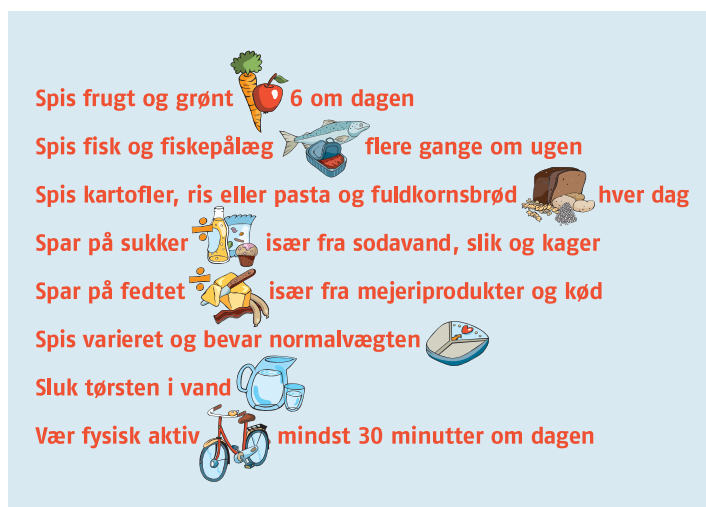 Spis frugt og grønt 6 om dagen
Spis fisk og fiskepålæg flere gange om ugen
Spis kartofler, ris eller pasta og fuldkornsbrød hver dag
Spar på sukker især fra sodavand, slik og kager
Spar på fedtet især fra mejeriprodukter og kød
Spis varieret og bevar normalvægten
Sluk tørsten i vand
Vær fysisk aktiv mindst 30 minutter om dagen